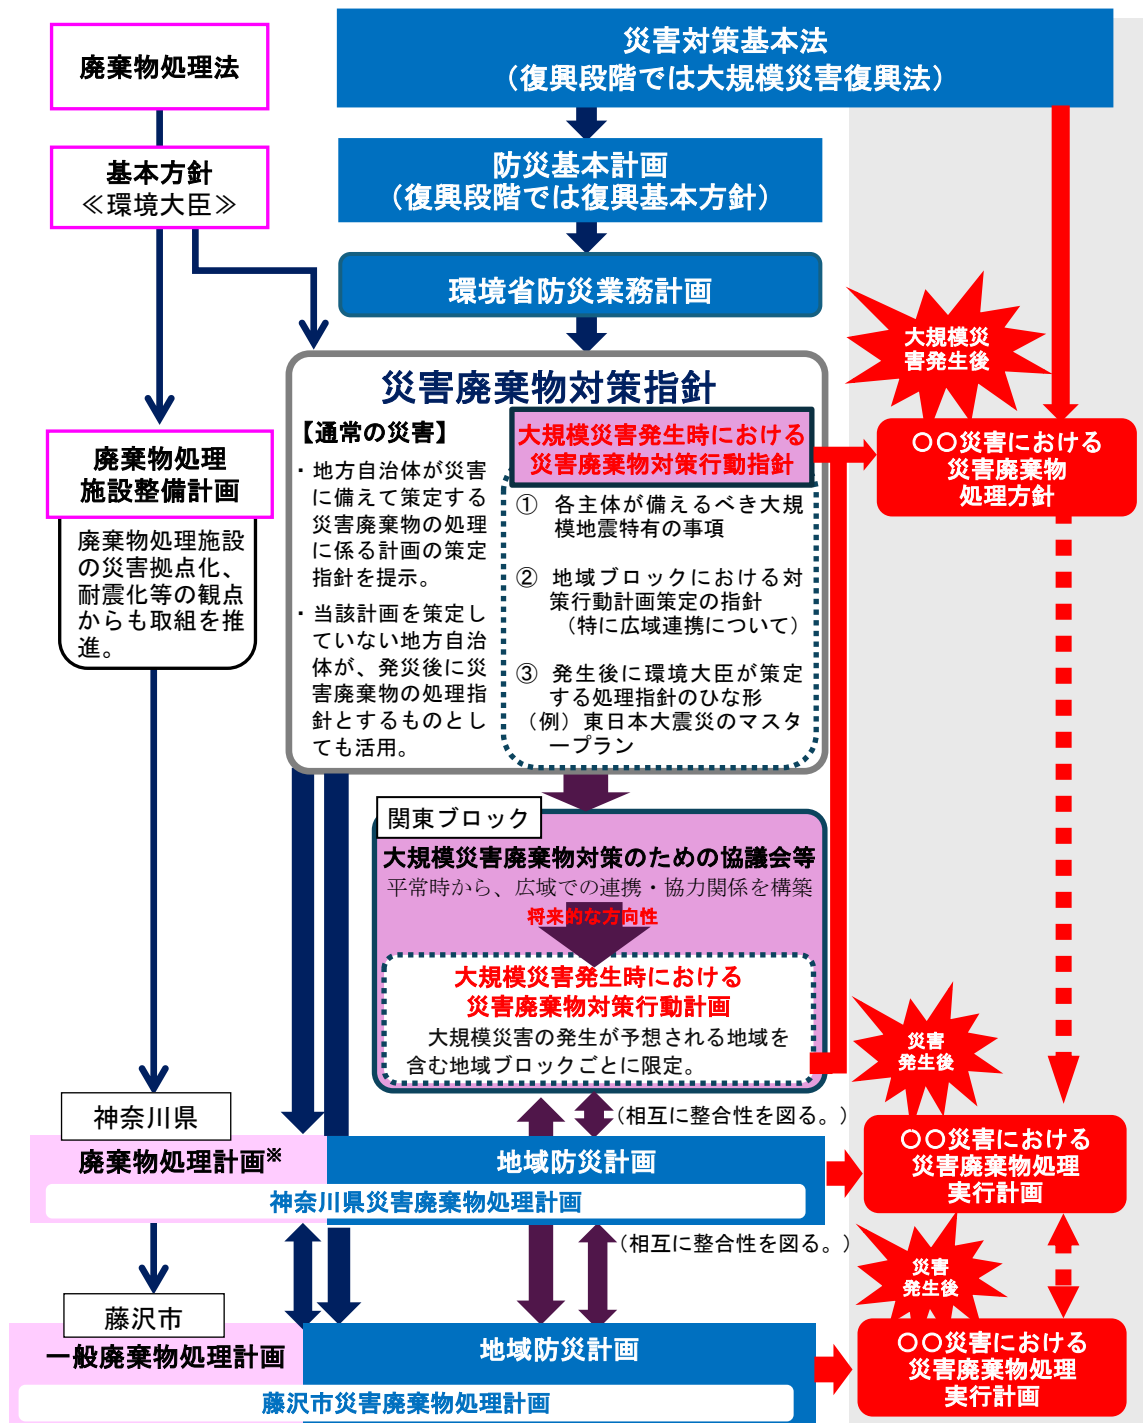 廃棄物処理法
基本方針
≪環境大臣≫
災害対策基本法
（復興段階では大規模災害復興法）
防災基本計画
（復興段階では復興基本方針）
環境省防災業務計画
大規模災
害発生後
災害廃棄物対策指針
【通常の災害】
・地方自治体が災害
に備えて策定する
災害廃棄物の処理
に係る計画の策定
指針を提示。
・当該計画を策定し
ていない地方自治
体が、発災後に災
害廃棄物の処理指
針とするものとし
ても活用。
大規模災害発生時における
災害廃棄物対策行動指針
① 各主体が備えるべき大規
模地震特有の事項
② 地域ブロックにおける対
策行動計画策定の指針
（特に広域連携について）
③ 発生後に環境大臣が策定
する処理指針のひな形
（例）東日本大震災のマスタ
ープラン
〇〇災害における
災害廃棄物
処理方針
廃棄物処理
施設整備計画
廃棄物処理施設
の災害拠点化、
耐震化等の観点
からも取組を推
進。
関東ブロック
大規模災害廃棄物対策のための協議会等
平常時から、広域での連携・協力関係を構築
将来的な方向性
大規模災害発生時における
災害廃棄物対策行動計画
大規模災害の発生が予想される地域を
含む地域ブロックごとに限定。
災害
発生後
（相互に整合性を図る。）
神奈川県
廃棄物処理計画※
地域防災計画
神奈川県災害廃棄物処理計画
〇〇災害における
災害廃棄物処理
実行計画
（相互に整合性を図る。）
災害
発生後
藤沢市
一般廃棄物処理計画
地域防災計画
藤沢市災害廃棄物処理計画
〇〇災害における
災害廃棄物処理
実行計画